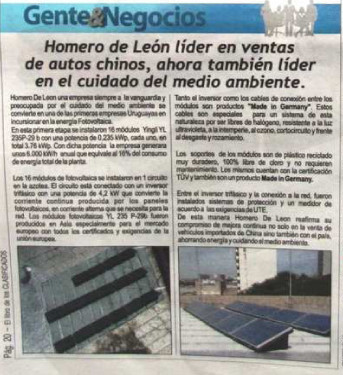 Gente&Negocios
Homero de León líder en ventas
de autos chinos, ahora también líder
en el cuidado del medio ambiente.
Homero De Leon una empresa siempre a la vanguardia y
preocupada por el cuidado del medio ambiente se
convierte en una de las primeras empresas Uruguayas en
incursionar en la energía Fotovoltaica.
En esta primera etapa se instalaron 16 módulos Yingli YL
235P-29 b con una potencia de 0,235 kWp, cada uno, en
total 3.76 kWp. Con dicha potencia la empresa generara
unos 6.000 kWh anual que equivale al 16% del consumo
de energía total de la planta.
Los 16 módulos fotovoltaicos se instalaron en 1 circuito
en la azotea. El circuito está conectado con un inversor
trifásico con una potencia de 4,2 kW que convierte la
corriente continua producida por los paneles
fotovoltaicos, en corriente alterna que se necesita para la
red. Los módulos fotovoltaicos YL 235 P-29b fueron
producidos en Asia especialmente para el mercado
europeo con todos los certificados y exigencias de la
unión europea.
Tanto el inversor como los cables de conexión entre los
módulos son productos "Made in Germany". Estos
cables son especiales para un sistema de esta
naturaleza por ser libres de halógeno, resistente a la luz
ultravioleta, a la intemperie, al ozono, cortocircuito y frente
al desgaste y rozamiento.
Los soportes de los módulos son de plástico reciclado
muy duradero, 100% libre de cloro y no requieren
mantenimiento. Los mismos cuentan con la certificación
TÜV y también son un producto Made in Germany.
Entre el inversor trifásico y la conexión a la red, fueron
instalados sistemas de protección y un medidor de
acuerdo a las exigencias de UTE.
De esta manera Homero De Leon reafirma su
compromiso de mejora continua no solo en la venta de
vehículos importados de China sino también con el país,
ahorrando energía y cuidando el medio ambiente.
Pág. 20 - El libro de los CLASIFICADOS